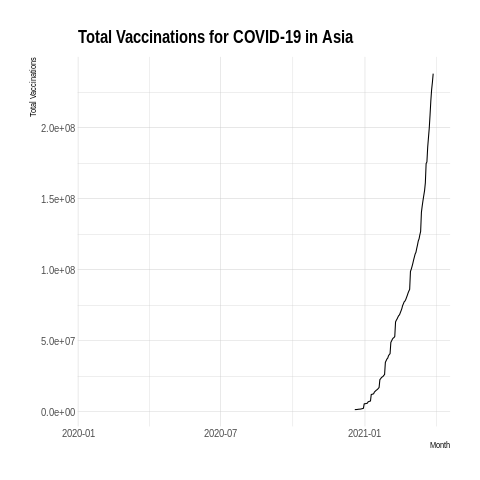 Total Vaccinations for COVID-19 in Asia
Total Vaccinations
2.0e+08
1.5e+08
1.0e+08
5.0e+07
0.0e+00
2020-01
2020-07
2021-01
Month